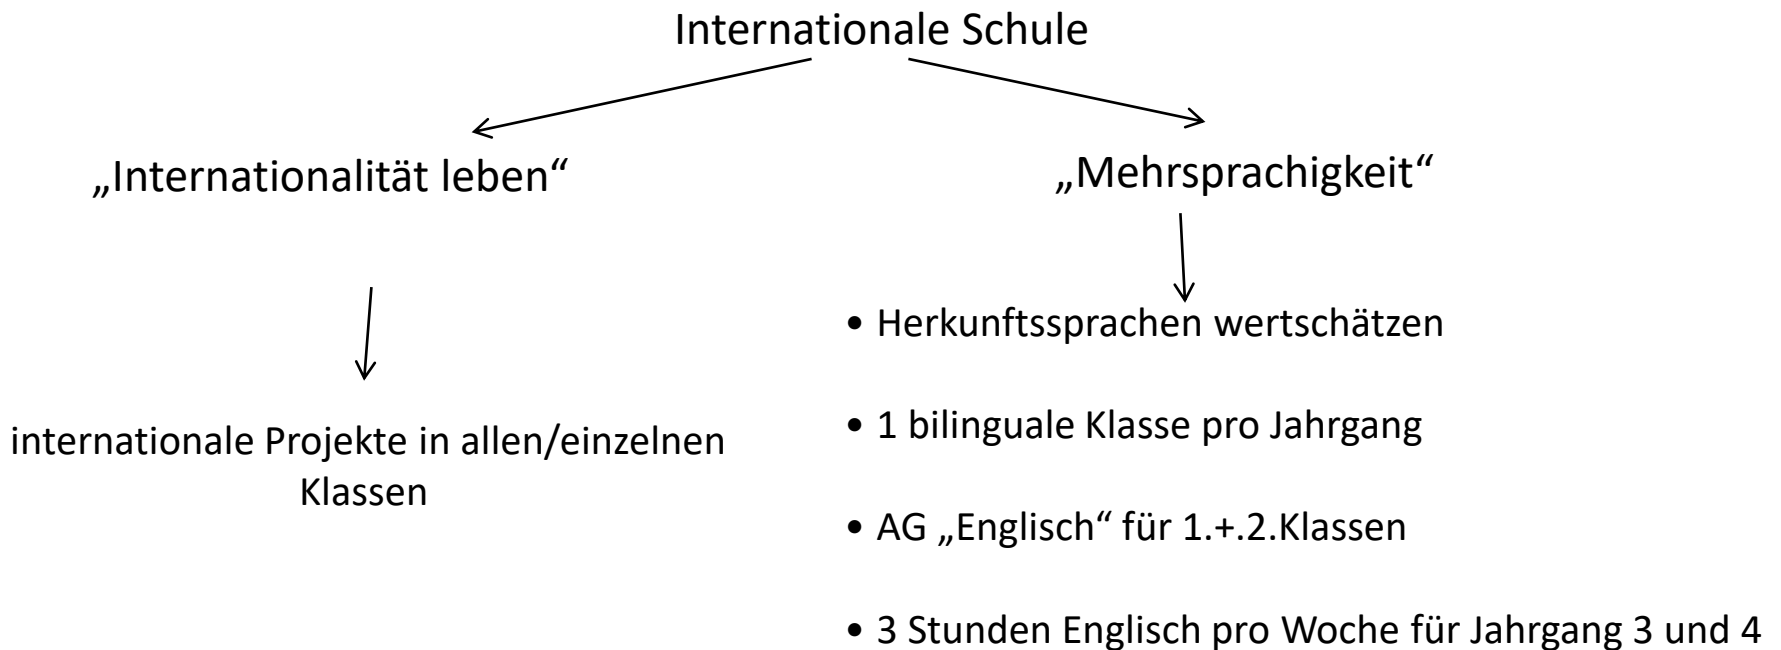 Internationale Schule
„Internationalität leben“
„Mehrsprachigkeit“
internationale Projekte in allen/einzelnen
Klassen
• Herkunftssprachen wertschätzen
• 1 bilinguale Klasse pro Jahrgang
• AG „Englisch“ für 1.+.2.Klassen
• 3 Stunden Englisch pro Woche für Jahrgang 3 und 4